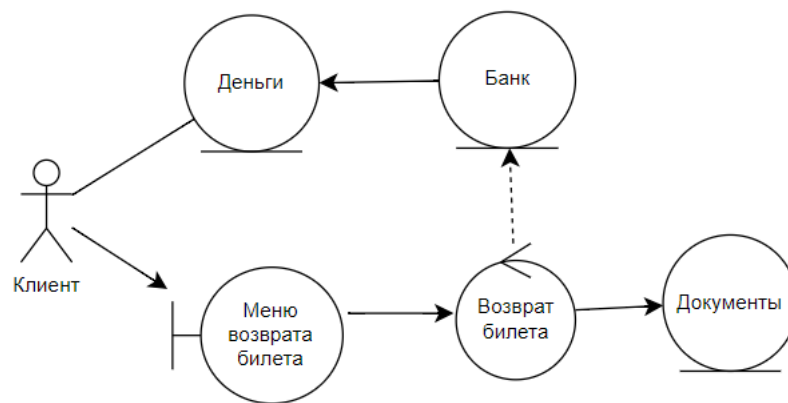 Деньги
Банк
Клиент
Меню
возврата
билета
Возврат
билета
Документы